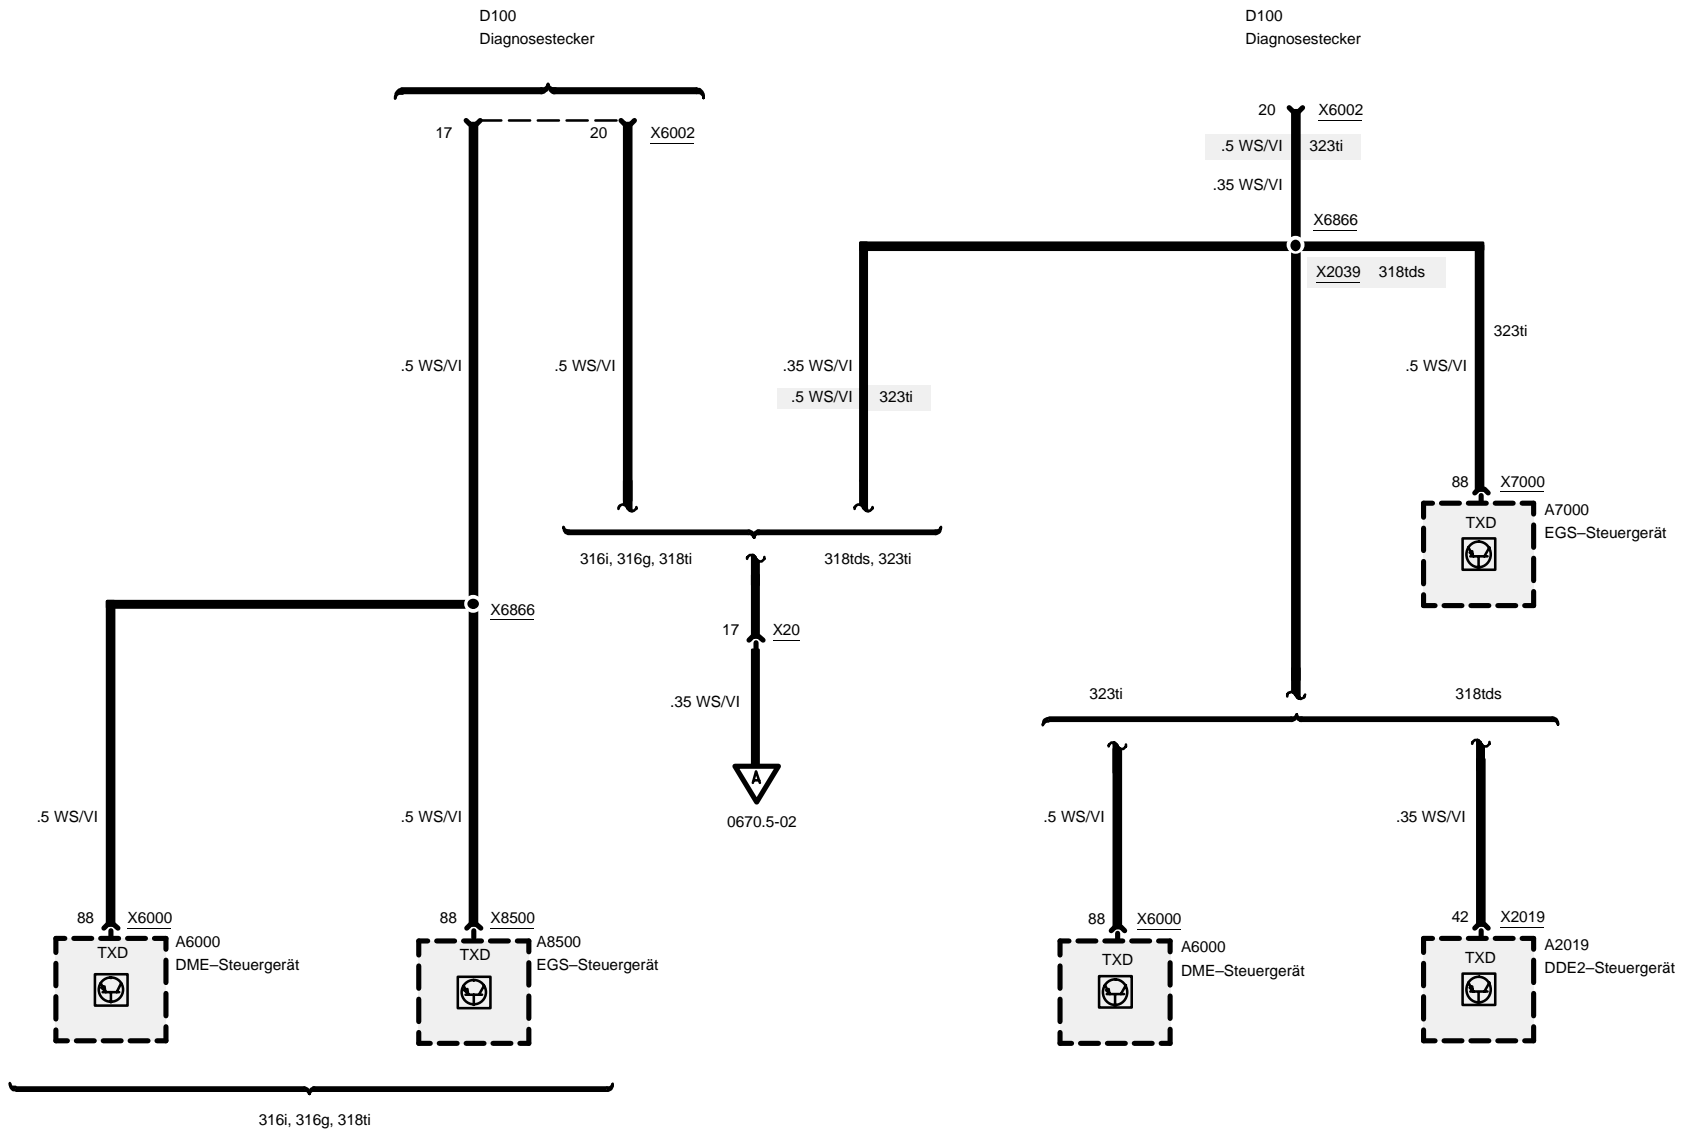 D100
Diagnosestecker
D100
Diagnosestecker
17
20
X6002
20
X6002
.5 WS/VI
323ti
.35 WS/VI
X6866
X2039
318tds
323ti
.5 WS/VI
.5 WS/VI
.35 WS/VI
.5 WS/VI
.5 WS/VI
323ti
88
X7000
A7000
TXD
EGS–Steuergerät
316i, 316g, 318ti
318tds, 323ti
X6866
17
X20
.35 WS/VI
323ti
318tds
A
0670.5-02
.5 WS/VI
.5 WS/VI
.5 WS/VI
.35 WS/VI
88
X6000
A6000
TXD
DME–Steuergerät
88
X8500
A8500
TXD
EGS–Steuergerät
88
X6000
A6000
TXD
DME–Steuergerät
42
X2019
A2019
TXD
DDE2–Steuergerät
316i, 316g, 318ti